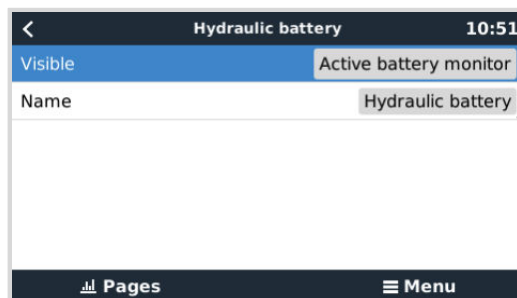 Hydraulic battery 10:51
Visible Active battery monitor
Name Hydraulic battery
Pages Menu